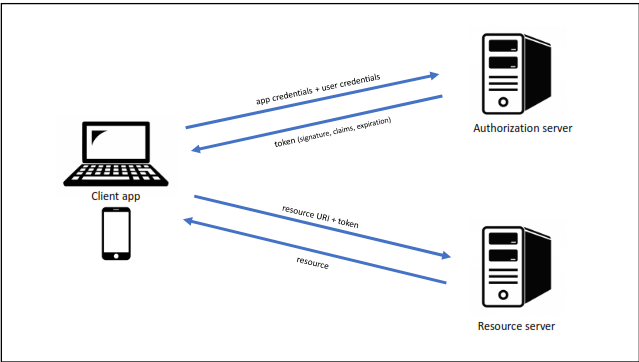 app credentials + user credentials
Authorization server
token (signature, claims, expiration)
Client app
resource URI + token
resource
Resource server